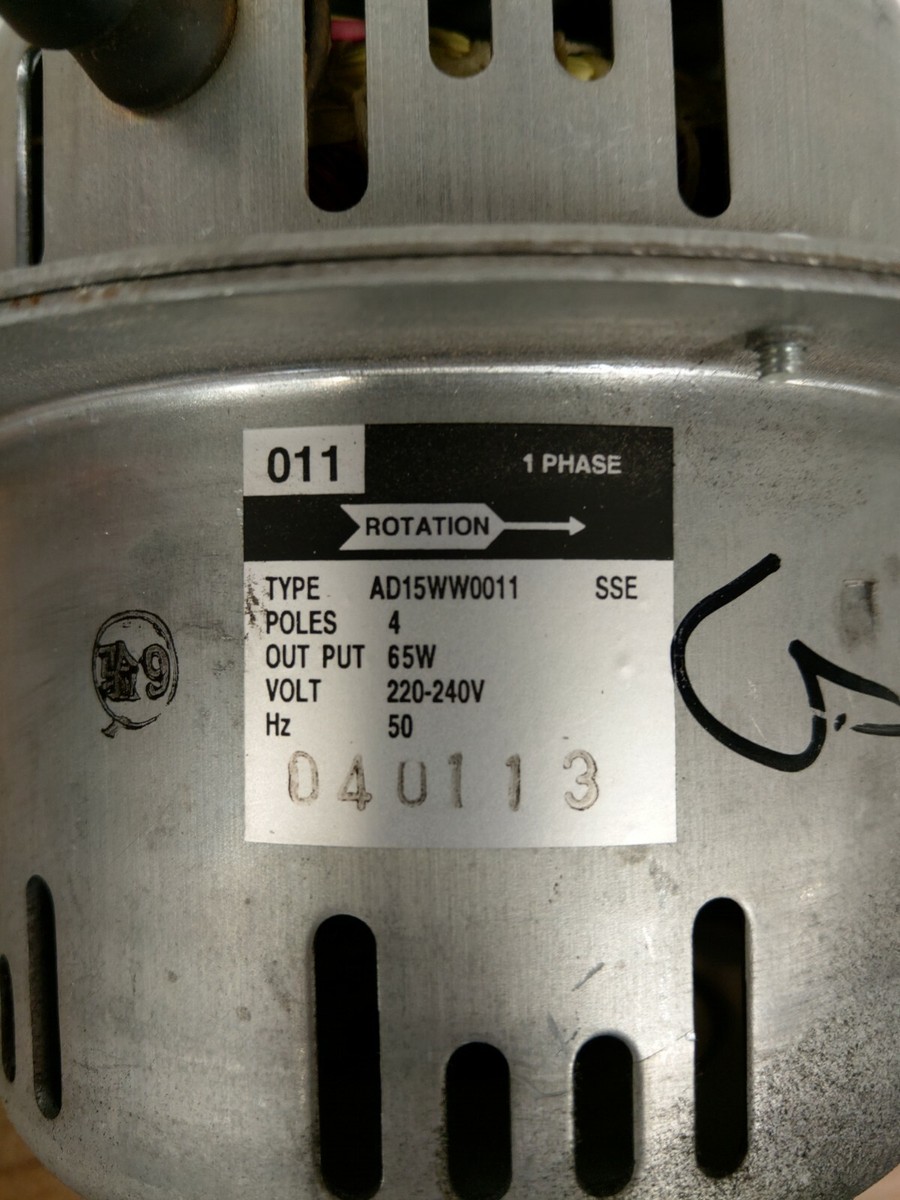 011
1 PHASE
ROTATION
TYPE AD15WW0011 SSE
POLES 4
OUT PUT 65W
VOLT 220-240V
Hz 50
040113